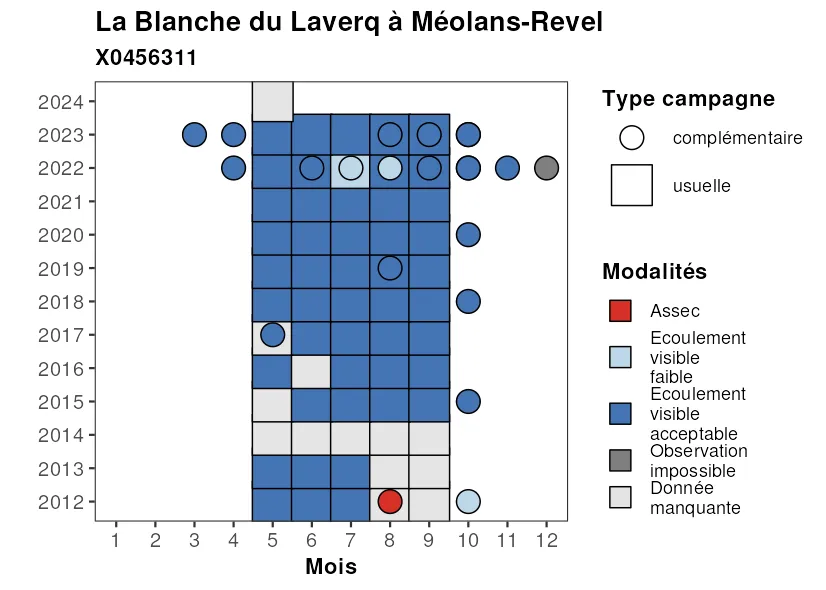 La Blanche du Laverq à Méolans-Revel
X0456311
2024
2023
2022
2021
2020
2019
2018
2017
2016
2015
2014
2013
2012
1 2 3 4 5 6 7 8 9 10 11 12
Mois
Type campagne
complémentaire
usuelle
Modalités
Assec
Ecoulement
visible
faible
Ecoulement
visible
acceptable
Observation
impossible
Donnée
manquante